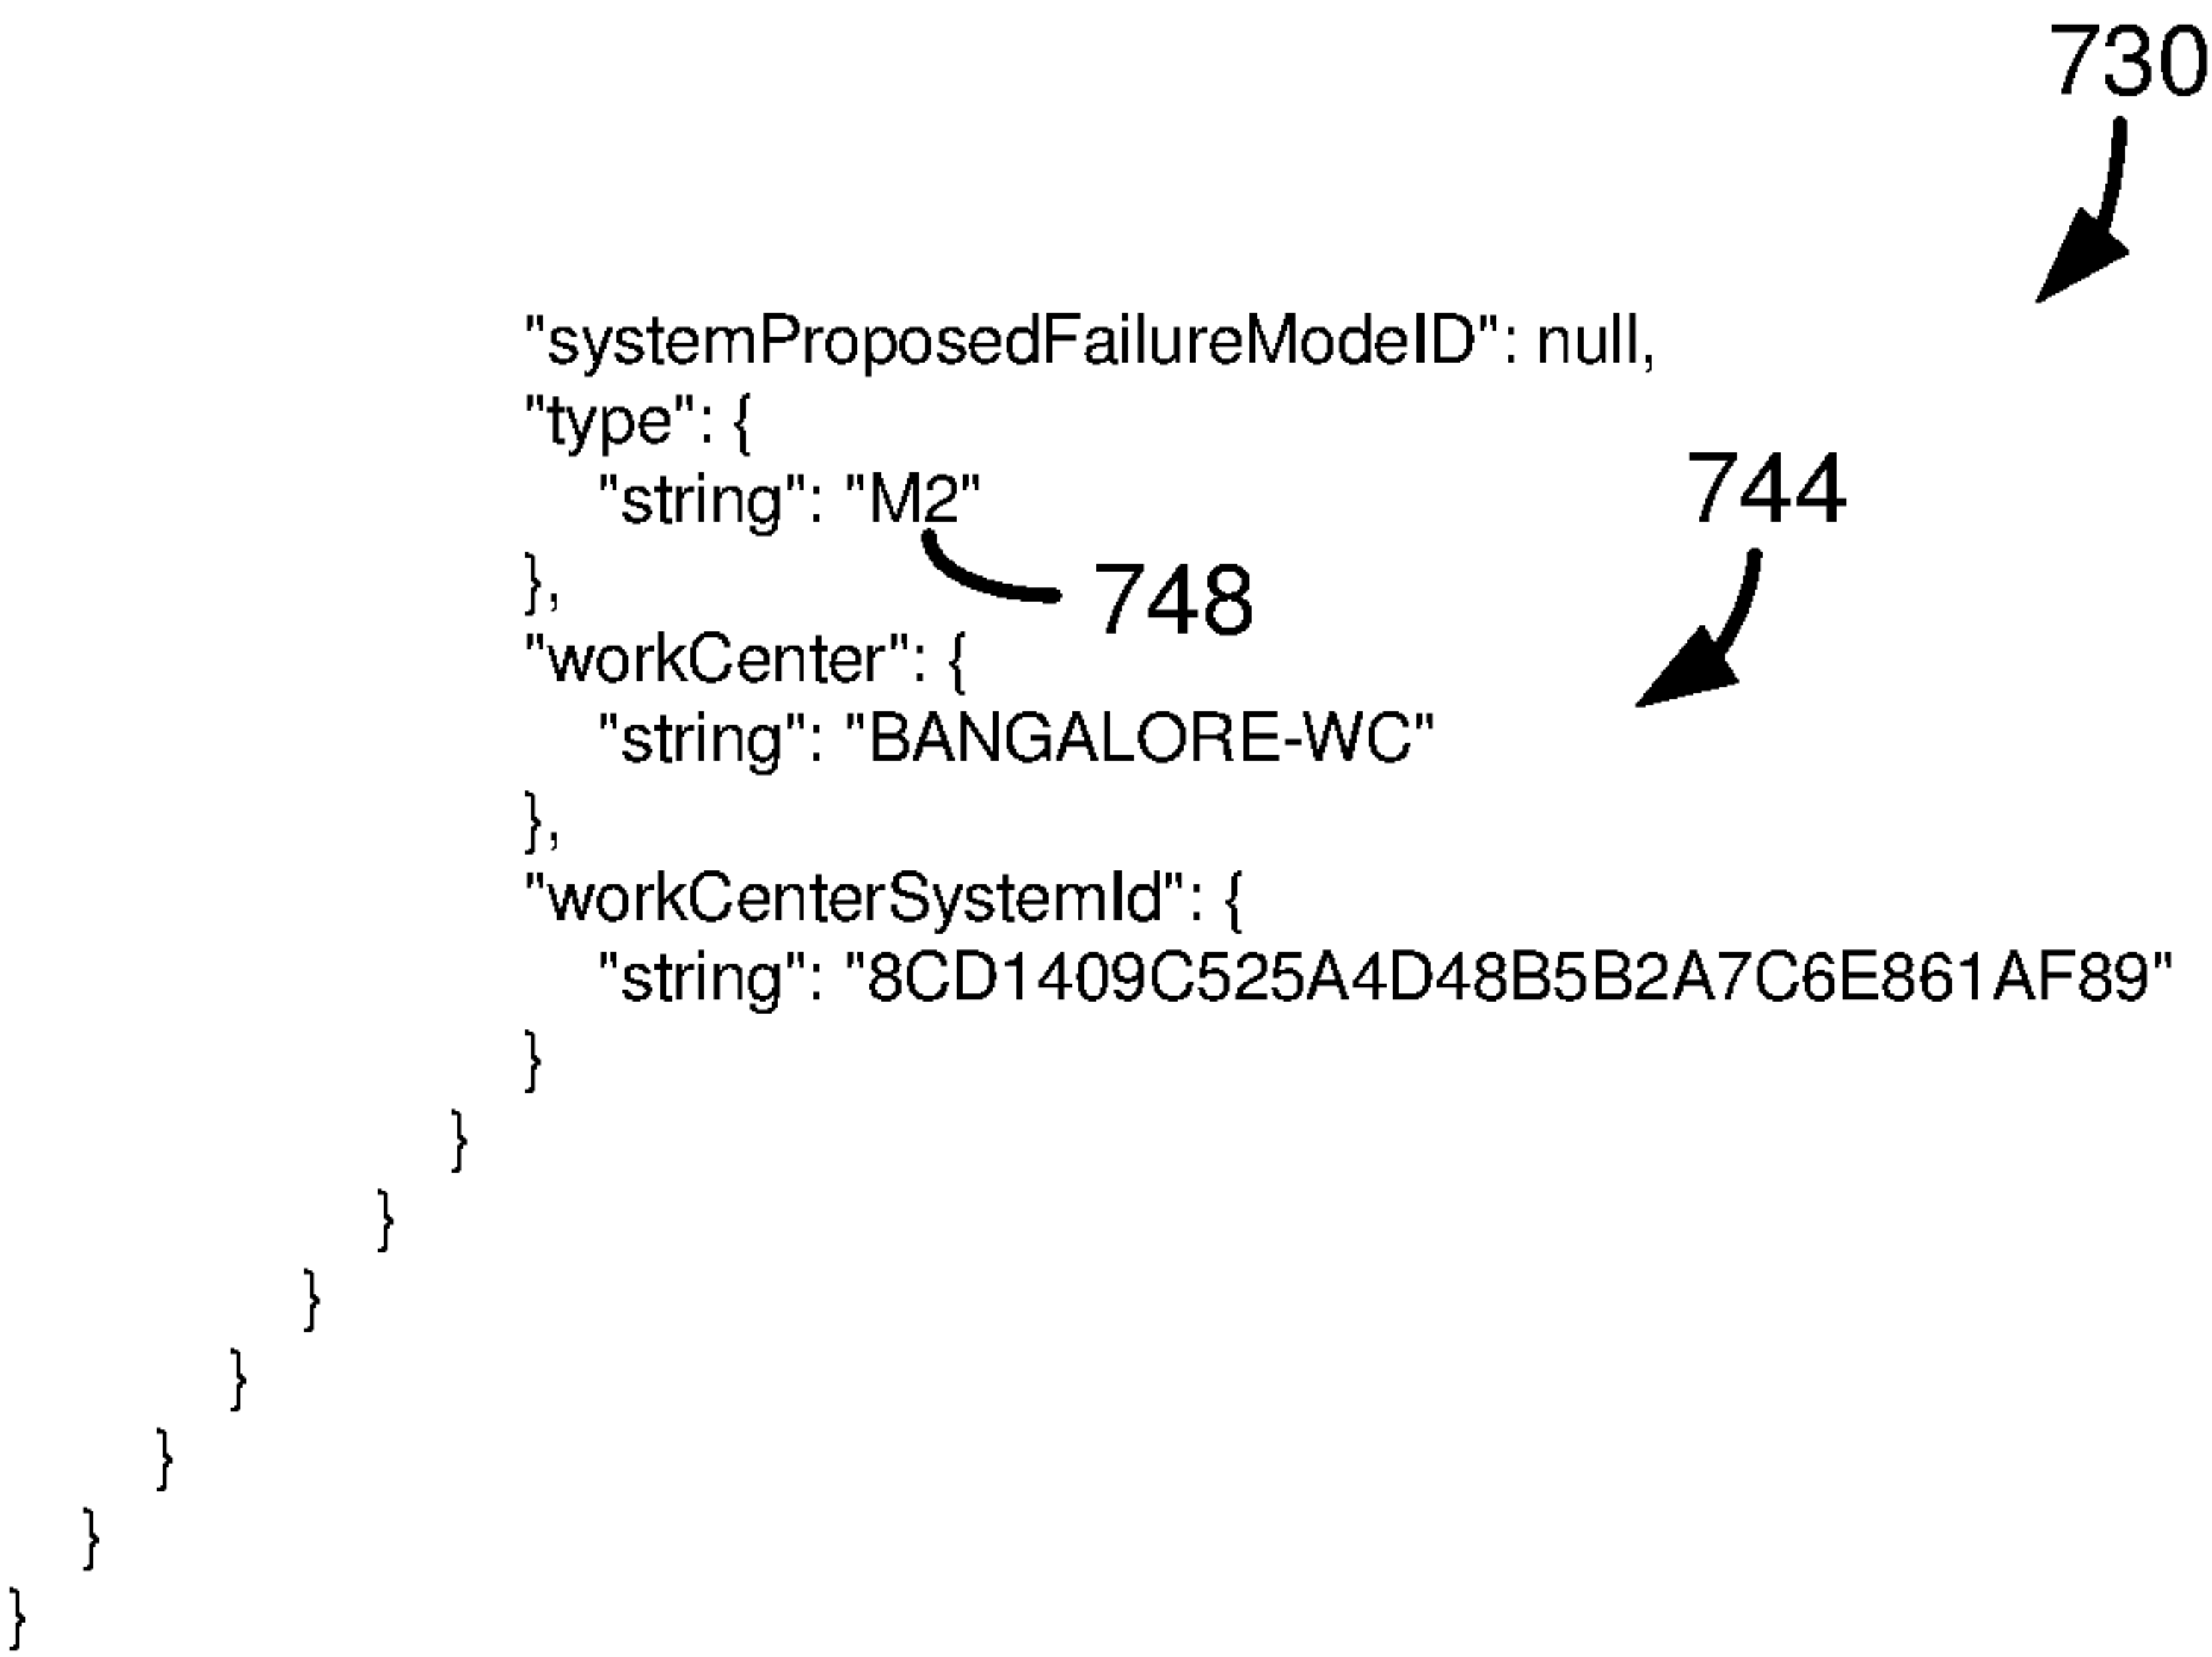 730
"systemProposedFailureModeID": null,
"type": {
"string": "M2"
744
},
748
"workCenter": {
"string": "BANGALORE-WC"
},
"workCenterSystemId": {
"string": "8CD1409C525A4D48B5B2A7C6E861AF89"
}
}
}
}
}
}
}
}